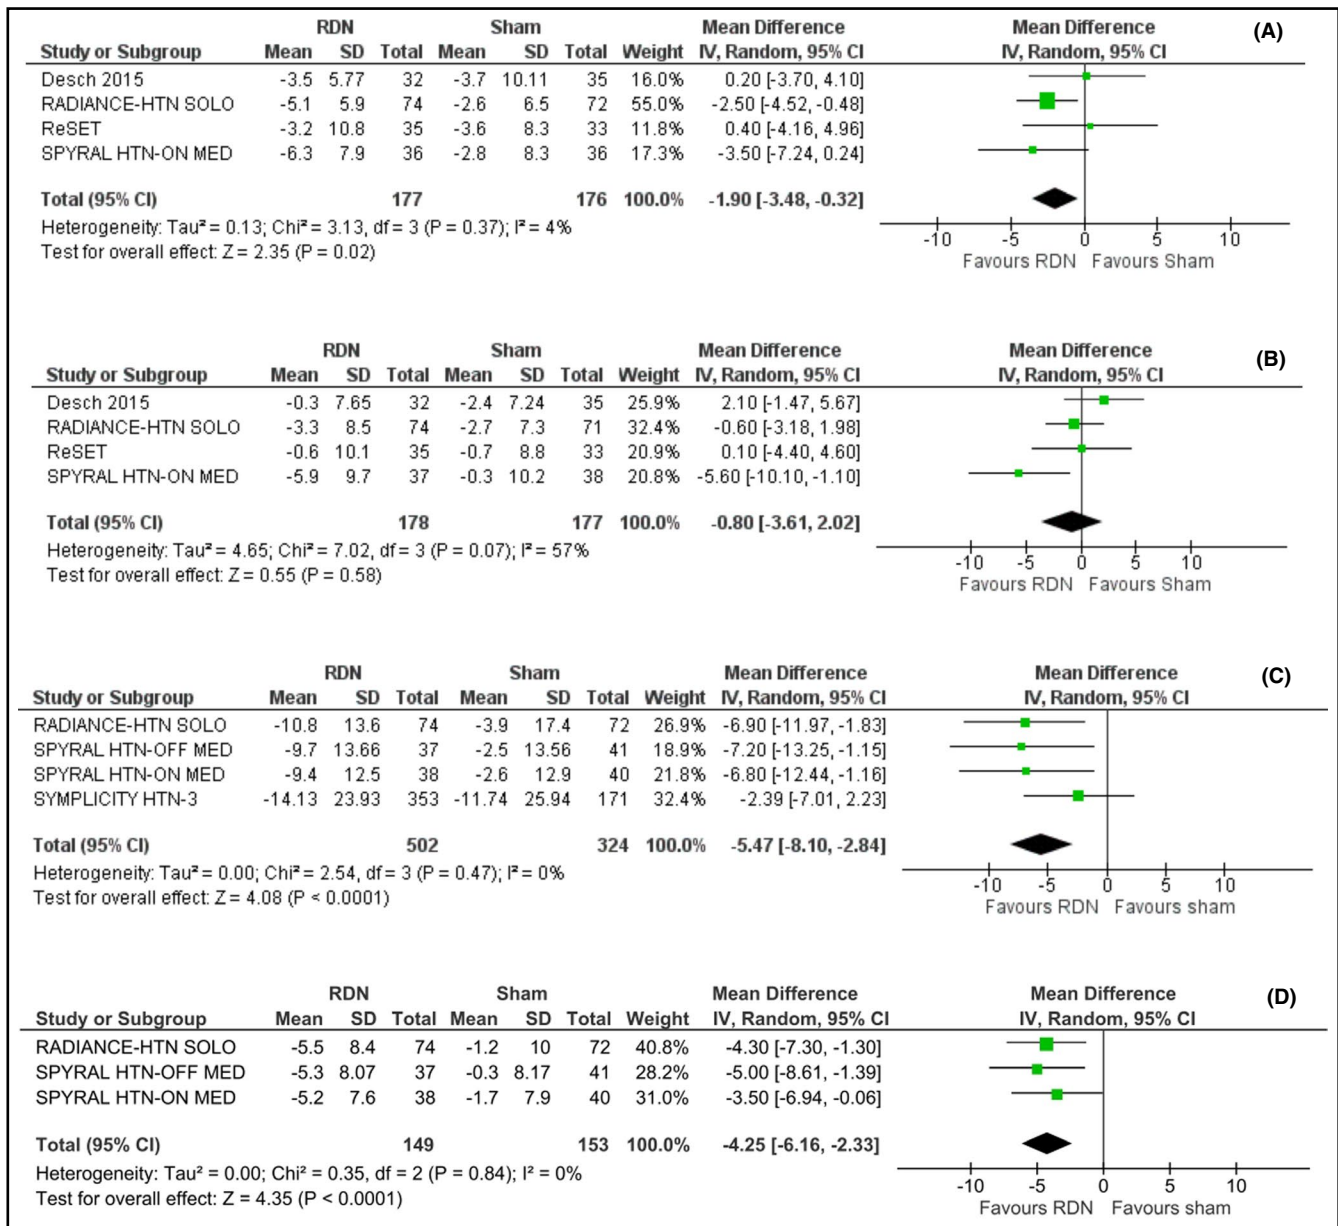 RDN Sham Mean Difference Mean Difference (A)
Study or Subgroup Mean SD Total Mean SD Total Weight IV, Random, 95% CI IV, Random, 95% CI
Desch 2015 -3.5 5.77 32 -3.7 10.11 35 16.0% 0.20 [-3.70, 4.10]
RADIANCE-HTN SOLO -5.1 5.9 74 -2.6 6.5 72 55.0% -2.50 [-4.52, -0.48]
ReSET -3.2 10.8 35 -3.6 8.3 33 11.8% 0.40 [-4.16, 4.96]
SPYRAL HTN-ON MED -6.3 7.9 36 -2.8 8.3 36 17.3% -3.50 [-7.24, 0.24]
Total (95% CI) 177 176 100.0% -1.90 [-3.48, -0.32]
Heterogeneity: Tau² = 0.13; Chi² = 3.13, df = 3 (P = 0.37); I² = 4%
Test for overall effect: Z = 2.35 (P = 0.02)
-10 -5 0 5 10
Favours RDN Favours Sham
RDN Sham Mean Difference Mean Difference (B)
Study or Subgroup Mean SD Total Mean SD Total Weight IV, Random, 95% CI IV, Random, 95% CI
Desch 2015 -0.3 7.65 32 -2.4 7.24 35 25.9% 2.10 [-1.47, 5.67]
RADIANCE-HTN SOLO -3.3 8.5 74 -2.7 7.3 71 32.4% -0.60 [-3.18, 1.98]
ReSET -0.6 10.1 35 -0.7 8.8 33 20.9% 0.10 [-4.40, 4.60]
SPYRAL HTN-ON MED -5.9 9.7 37 -0.3 10.2 38 20.8% -5.60 [-10.10, -1.10]
Total (95% CI) 178 177 100.0% -0.80 [-3.61, 2.02]
Heterogeneity: Tau² = 4.65; Chi² = 7.02, df = 3 (P = 0.07); I² = 57%
Test for overall effect: Z = 0.55 (P = 0.58)
-10 -5 0 5 10
Favours RDN Favours Sham
RDN Sham Mean Difference Mean Difference (C)
Study or Subgroup Mean SD Total Mean SD Total Weight IV, Random, 95% CI IV, Random, 95% CI
RADIANCE-HTN SOLO -10.8 13.6 74 -3.9 17.4 72 26.9% -6.90 [-11.97, -1.83]
SPYRAL HTN-OFF MED -9.7 13.66 37 -2.5 13.56 41 18.9% -7.20 [-13.25, -1.15]
SPYRAL HTN-ON MED -9.4 12.5 38 -2.6 12.9 40 21.8% -6.80 [-12.44, -1.16]
SYMPLICITY HTN-3 -14.13 23.93 353 -11.74 25.94 171 32.4% -2.39 [-7.01, 2.23]
Total (95% CI) 502 324 100.0% -5.47 [-8.10, -2.84]
Heterogeneity: Tau² = 0.00; Chi² = 2.54, df = 3 (P = 0.47); I² = 0%
Test for overall effect: Z = 4.08 (P < 0.0001)
-10 -5 0 5 10
Favours RDN Favours sham
RDN Sham Mean Difference Mean Difference (D)
Study or Subgroup Mean SD Total Mean SD Total Weight IV, Random, 95% CI IV, Random, 95% CI
RADIANCE-HTN SOLO -5.5 8.4 74 -1.2 10 72 40.8% -4.30 [-7.30, -1.30]
SPYRAL HTN-OFF MED -5.3 8.07 37 -0.3 8.17 41 28.2% -5.00 [-8.61, -1.39]
SPYRAL HTN-ON MED -5.2 7.6 38 -1.7 7.9 40 31.0% -3.50 [-6.94, -0.06]
Total (95% CI) 149 153 100.0% -4.25 [-6.16, -2.33]
Heterogeneity: Tau² = 0.00; Chi² = 0.35, df = 2 (P = 0.84); I² = 0%
Test for overall effect: Z = 4.35 (P < 0.0001)
-10 -5 0 5 10
Favours RDN Favours sham